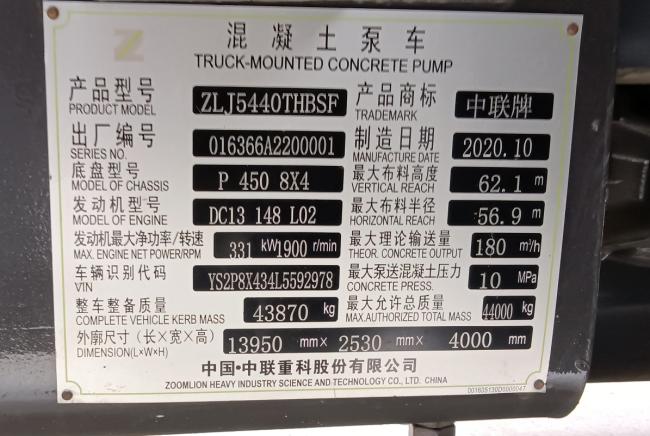 Z
混凝土泵车
TRUCK-MOUNTED CONCRETE PUMP
产品型号 ZLJ5440THBSF 产品商标 中联牌
PRODUCT MODEL TRADEMARK
出厂编号 016366A2200001 制造日期 2020.10
SERIES NO. MANUFACTURE DATE
底盘型号 P 450 8X4 最大布料高度 62.1 m
MODEL OF CHASSIS VERTICAL REACH
发动机型号 DC13 148 L02 最大布料半径 56.9 m
MODEL OF ENGINE HORIZONTAL REACH
发动机最大净功率/转速 331 kW 1900 r/min 最大理论输送量 180 m³/h
MAX. ENGINE NET POWER/RPM THEOR. CONCRETE OUTPUT
车辆识别代码 YS2P8X434L5592978 最大泵送混凝土压力 10 MPa
VIN CONCRETE PRESS.
整车整备质量 43870 kg 最大允许总质量 44000 kg
COMPLETE VEHICLE KERB MASS MAX.AUTHORIZED TOTAL MASS
外廓尺寸（长×宽×高） 13950 mm× 2530 mm× 4000 mm
DIMENSION(L×W×H)
中国·中联重科股份有限公司
ZOOMLION HEAVY INDUSTRY SCIENCE AND TECHNOLOGY CO., LTD. CHINA